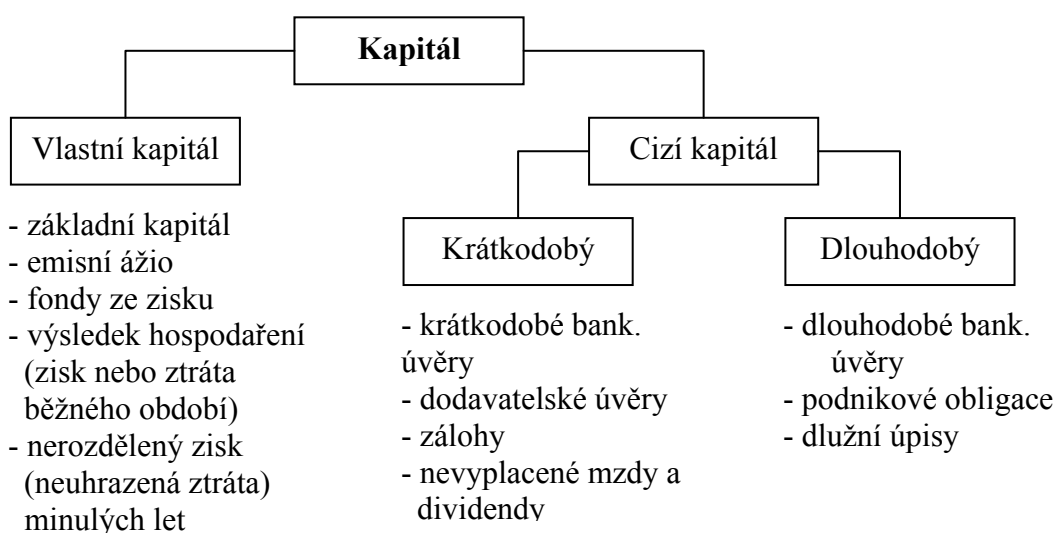 Kapitál
Vlastní kapitál
Cizí kapitál
- základní kapitál
- emisní ážio
- fondy ze zisku
- výsledek hospodaření
(zisk nebo ztráta
běžného období)
- nerozdělený zisk
(neuhrazená ztráta)
minulých let
Krátkodobý
- krátkodobé bank.
úvěry
- dodavatelské úvěry
- zálohy
- nevyplacené mzdy a
dividendy
Dlouhodobý
- dlouhodobé bank.
úvěry
- podnikové obligace
- dlužní úpisy